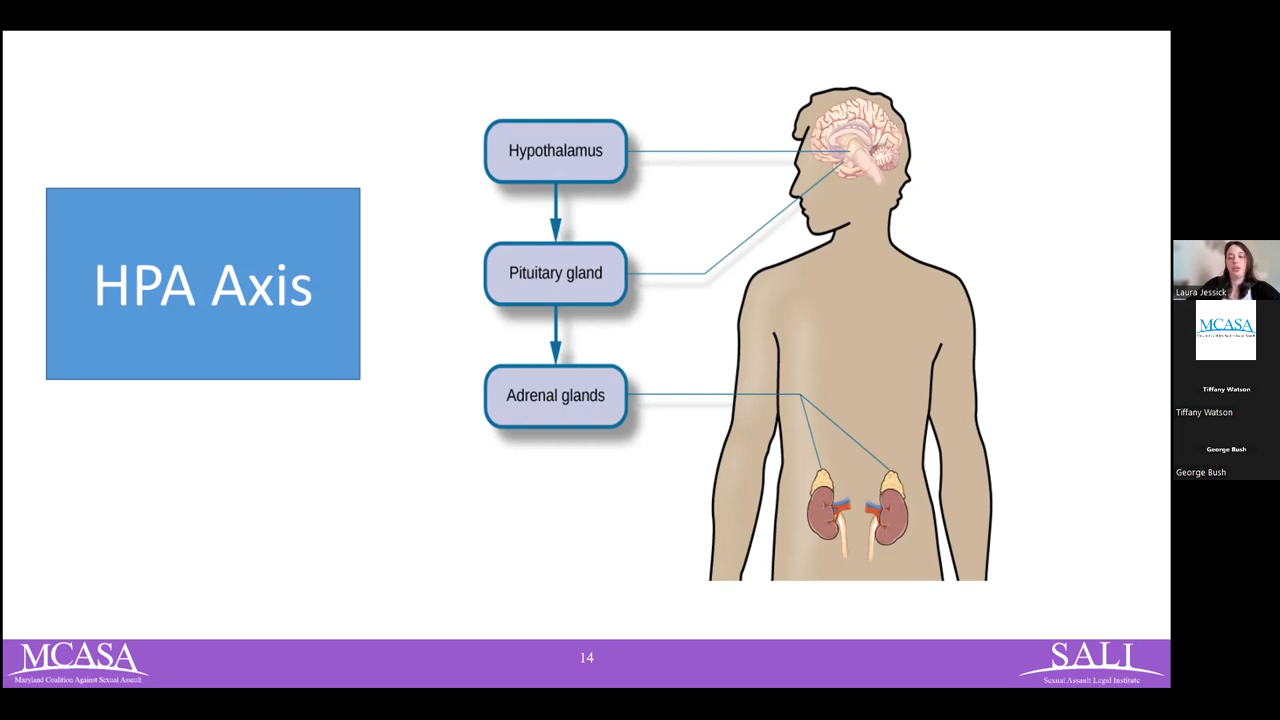 HPA Axis
Hypothalamus
Pituitary gland
Adrenal glands
MCASA
Maryland Coalition Against Sexual Assault
14
SALI
Sexual Assault Legal Institute
Laura Jessick
MCASA
Tiffany Watson
Tiffany Watson
George Bush
George Bush